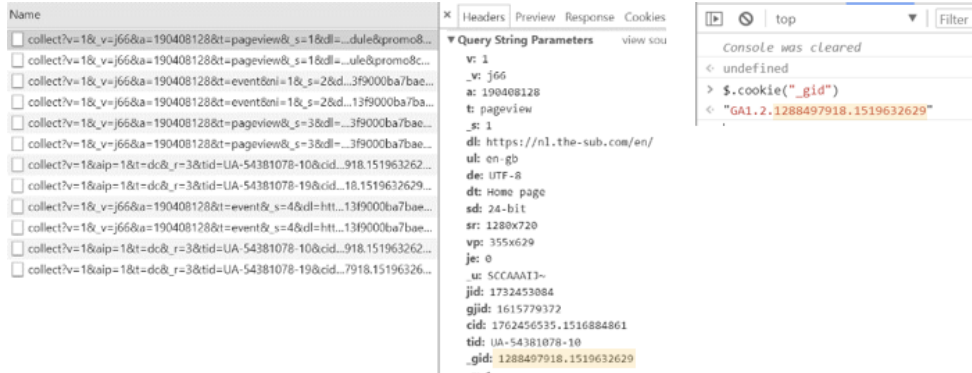 Name
collect?v=1&_v=j66&a=190408128&t=pageview&_s=1&dl=...dule&promo8...
collect?v=1&_v=j66&a=190408128&t=pageview&_s=1&dl=...ule&promo8c...
collect?v=1&_v=j66&a=190408128&t=event&ni=1&_s=2&d...3f9000ba7bae...
collect?v=1&_v=j66&a=190408128&t=event&ni=1&_s=2&d...13f9000ba7ba...
collect?v=1&_v=j66&a=190408128&t=pageview&_s=3&dl=...3f9000ba7bae...
collect?v=1&_v=j66&a=190408128&t=pageview&_s=3&dl=...3f9000ba7bae...
collect?v=1&aip=1&t=dc&_r=3&tid=UA-54381078-10&cid...918.151963262...
collect?v=1&aip=1&t=dc&_r=3&tid=UA-54381078-19&cid...18.1519632629...
collect?v=1&_v=j66&a=190408128&t=event&_s=4&dl=htt...13f9000ba7bae...
collect?v=1&_v=j66&a=190408128&t=event&_s=4&dl=htt...13f9000ba7bae...
collect?v=1&aip=1&t=dc&_r=3&tid=UA-54381078-10&cid...918.151963262...
collect?v=1&aip=1&t=dc&_r=3&tid=UA-54381078-19&cid...7918.15196326...
× Headers Preview Response Cookies
▼ Query String Parameters view sou
v: 1
_v: j66
a: 190408128
t: pageview
_s: 1
dl: https://nl.the-sub.com/en/
ul: en-gb
de: UTF-8
dt: Home page
sd: 24-bit
sr: 1280x720
vp: 355x629
je: 0
_u: SCCAAAIJ~
jid: 1732453084
gjid: 1615779372
cid: 1762456535.1516884861
tid: UA-54381078-10
_gid: 1288497918.1519632629
top ▼ Filter
Console was cleared
< undefined
> $.cookie("_gid")
< "GA1.2.1288497918.1519632629"